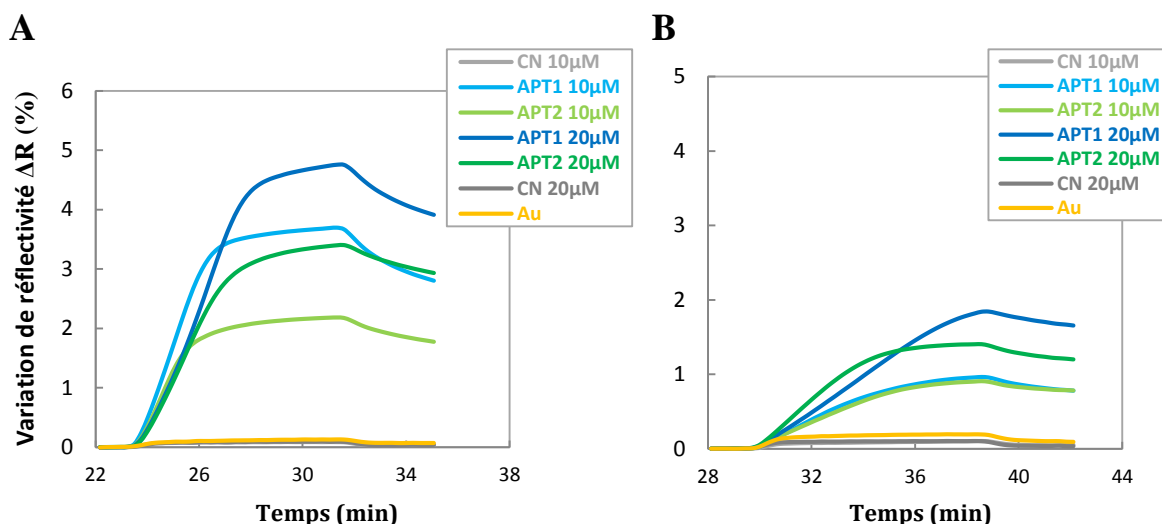 A
CN 10µM
APT1 10µM
APT2 10µM
APT1 20µM
APT2 20µM
CN 20µM
Au
Variation de réflectivité ΔR (%)
6
5
4
3
2
1
0
22 26 30 34 38
Temps (min)
B
CN 10µM
APT1 10µM
APT2 10µM
APT1 20µM
APT2 20µM
CN 20µM
Au
5
4
3
2
1
0
28 32 36 40 44
Temps (min)